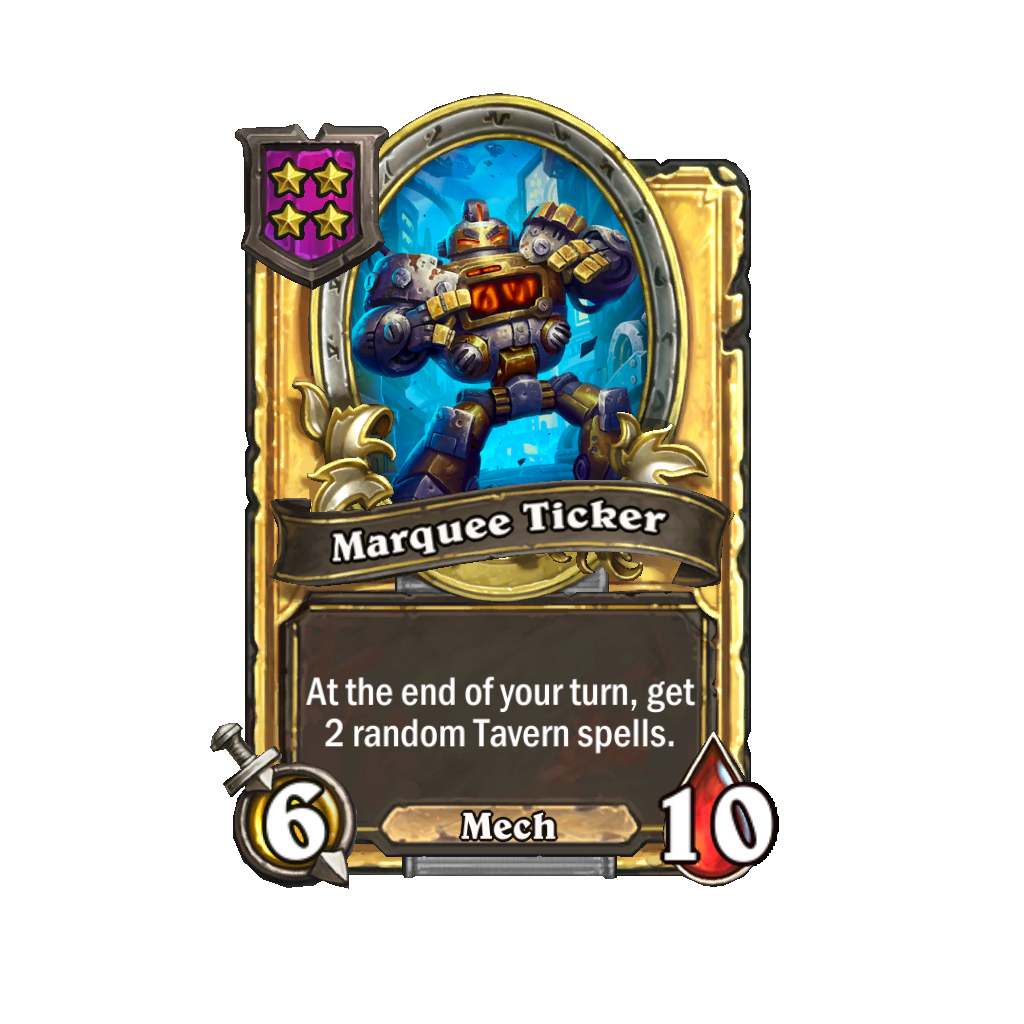 Marquee Ticker
At the end of your turn, get
2 random Tavern spells.
6
Mech
10